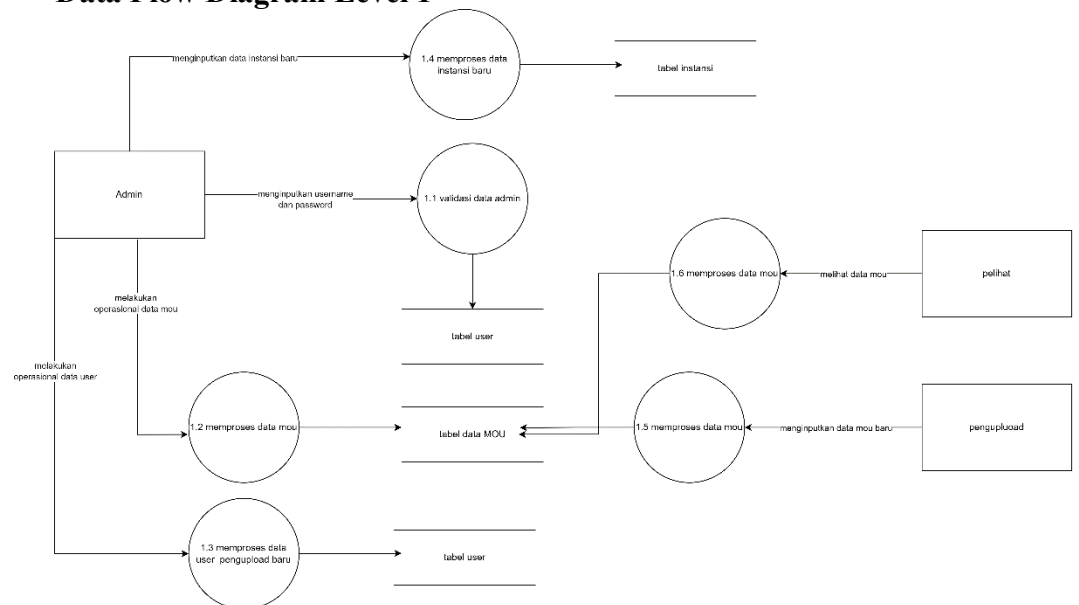 Data Flow Diagram Level 1
menginputkan data instansi baru
1.4 memproses data
instansi baru
tabel instansi
Admin
menginputkan username
dan password
1.1 validasi data admin
1.6 memproses data mou
melihat data mou
pelihat
melakukan
operasional data mou
tabel user
melakukan
operasional data user
1.2 memproses data mou
tabel data MOU
1.5 memproses data mou
menginputkan data mou baru
penguplusoad
1.3 memproses data
user pengupload baru
tabel user